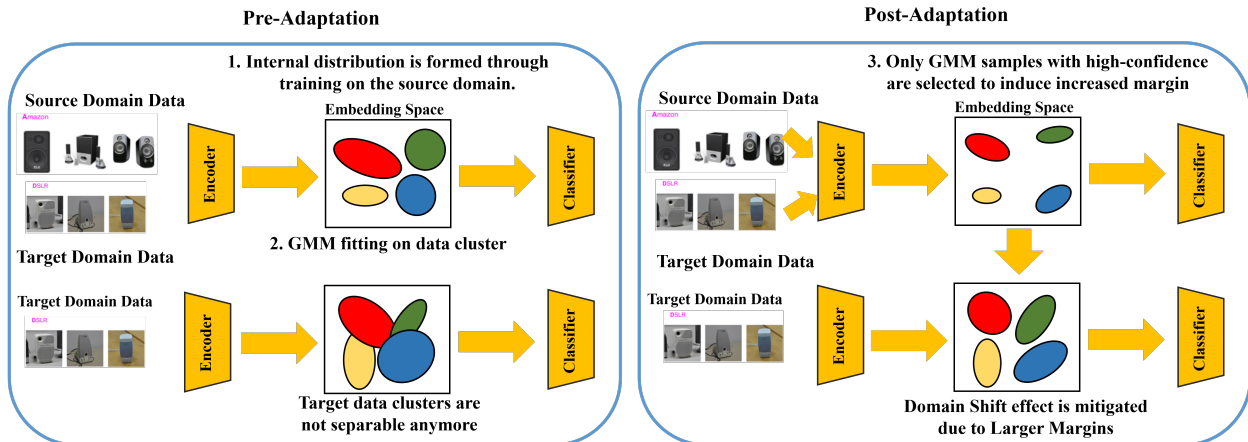 Pre-Adaptation
1. Internal distribution is formed through
training on the source domain.
Source Domain Data
Amazon
Embedding Space
Encoder
Classifier
DSLR
2. GMM fitting on data cluster
Target Domain Data
Target Domain Data
DSLR
Encoder
Classifier
Target data clusters are
not separable anymore
Post-Adaptation
3. Only GMM samples with high-confidence
are selected to induce increased margin
Source Domain Data
Amazon
Embedding Space
Encoder
Classifier
DSLR
Target Domain Data
Target Domain Data
DSLR
Encoder
Classifier
Domain Shift effect is mitigated
due to Larger Margins